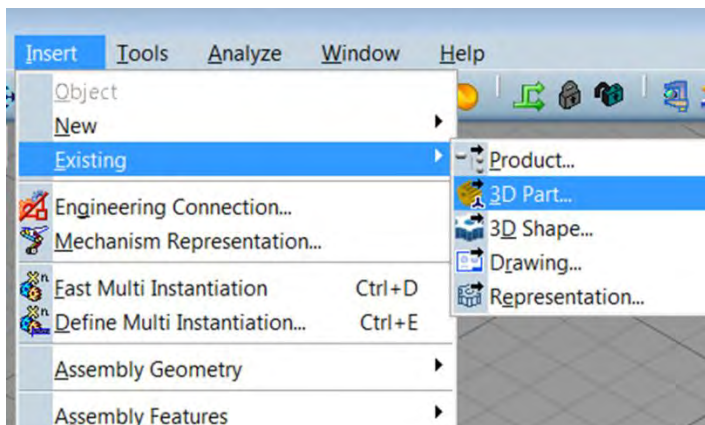 Insert Tools Analyze Window Help
Object
New
Existing
Product...
3D Part...
3D Shape...
Drawing...
Representation...
Engineering Connection...
Mechanism Representation...
Fast Multi Instantiation Ctrl+D
Define Multi Instantiation... Ctrl+E
Assembly Geometry
Assembly Features